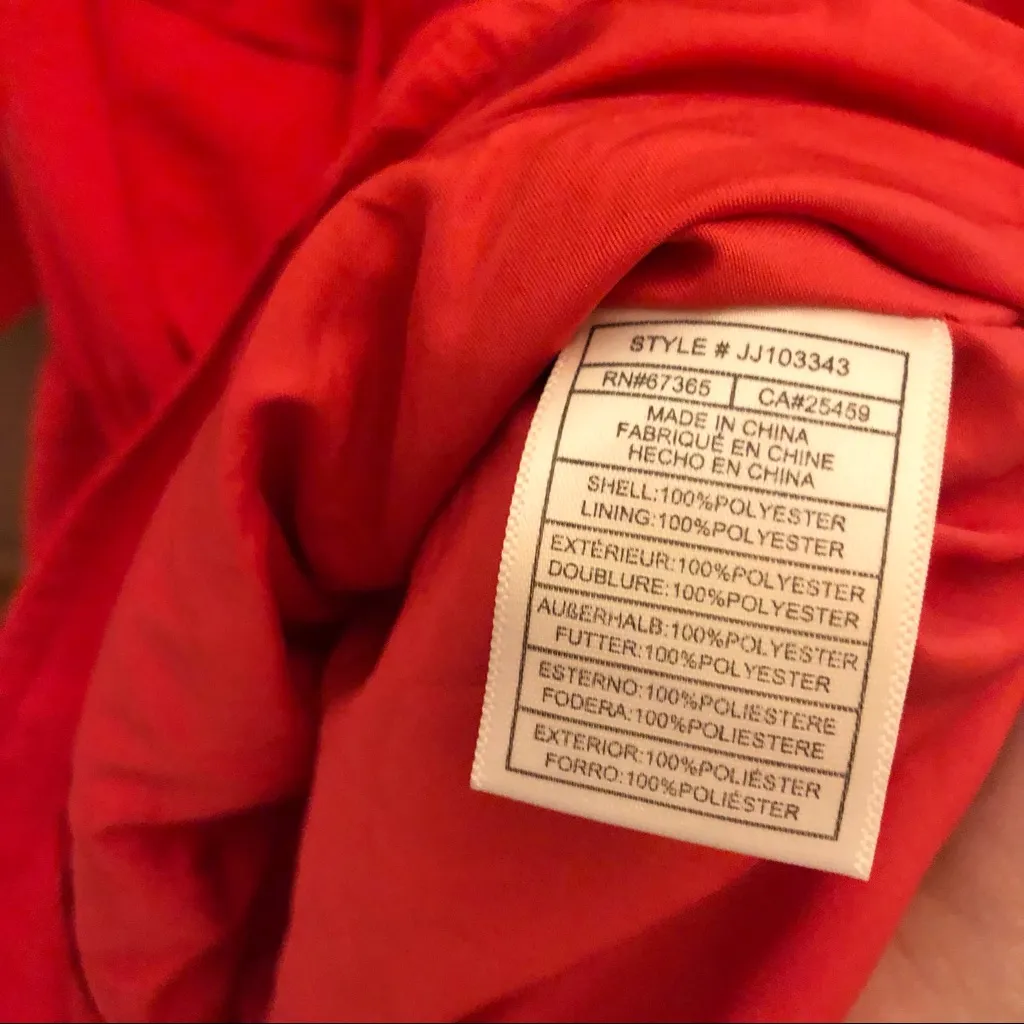 STYLE # JJ103343
RN#67365 CA#25459
MADE IN CHINA
FABRIQUÉ EN CHINE
HECHO EN CHINA
SHELL:100%POLYESTER
LINING:100%POLYESTER
EXTÉRIEUR:100%POLYESTER
DOUBLURE:100%POLYESTER
AUßERHALB:100%POLYESTER
FUTTER:100%POLYESTER
ESTERNO:100%POLIESTERE
FODERA:100%POLIESTERE
EXTERIOR:100%POLIÉSTER
FORRO:100%POLIÉSTER